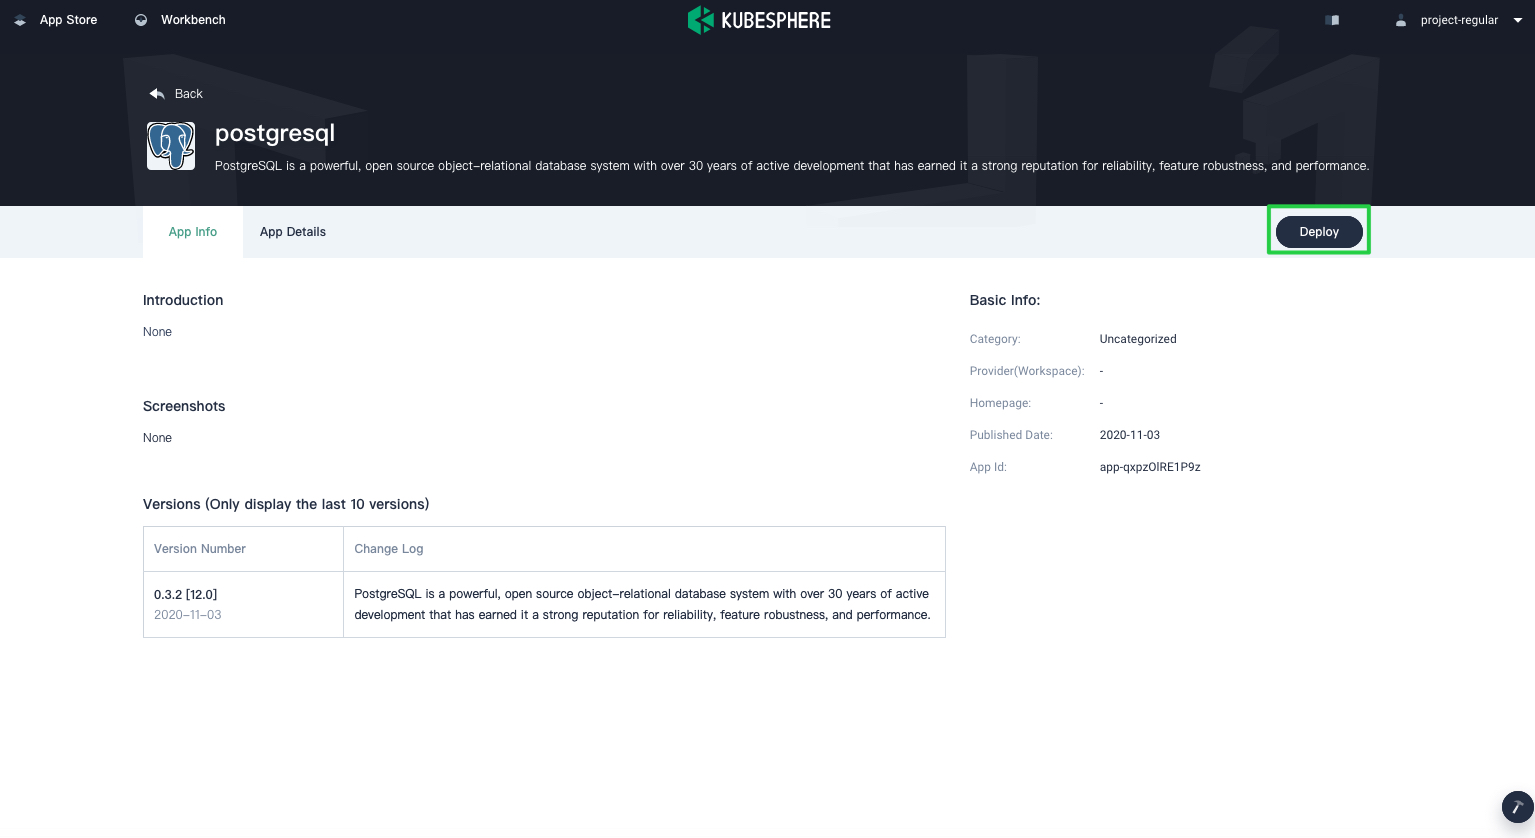 App Store
Workbench
KUBESPHERE
project-regular
Back
postgresql
PostgreSQL is a powerful, open source object-relational database system with over 30 years of active development that has earned it a strong reputation for reliability, feature robustness, and performance.
App Info
App Details
Deploy
Introduction
None
Screenshots
None
Versions (Only display the last 10 versions)
Version Number
Change Log
0.3.2 [12.0]
2020-11-03
PostgreSQL is a powerful, open source object-relational database system with over 30 years of active
development that has earned it a strong reputation for reliability, feature robustness, and performance.
Basic Info:
Category: Uncategorized
Provider(Workspace): -
Homepage: -
Published Date: 2020-11-03
App Id: app-qxpzOlRE1P9z